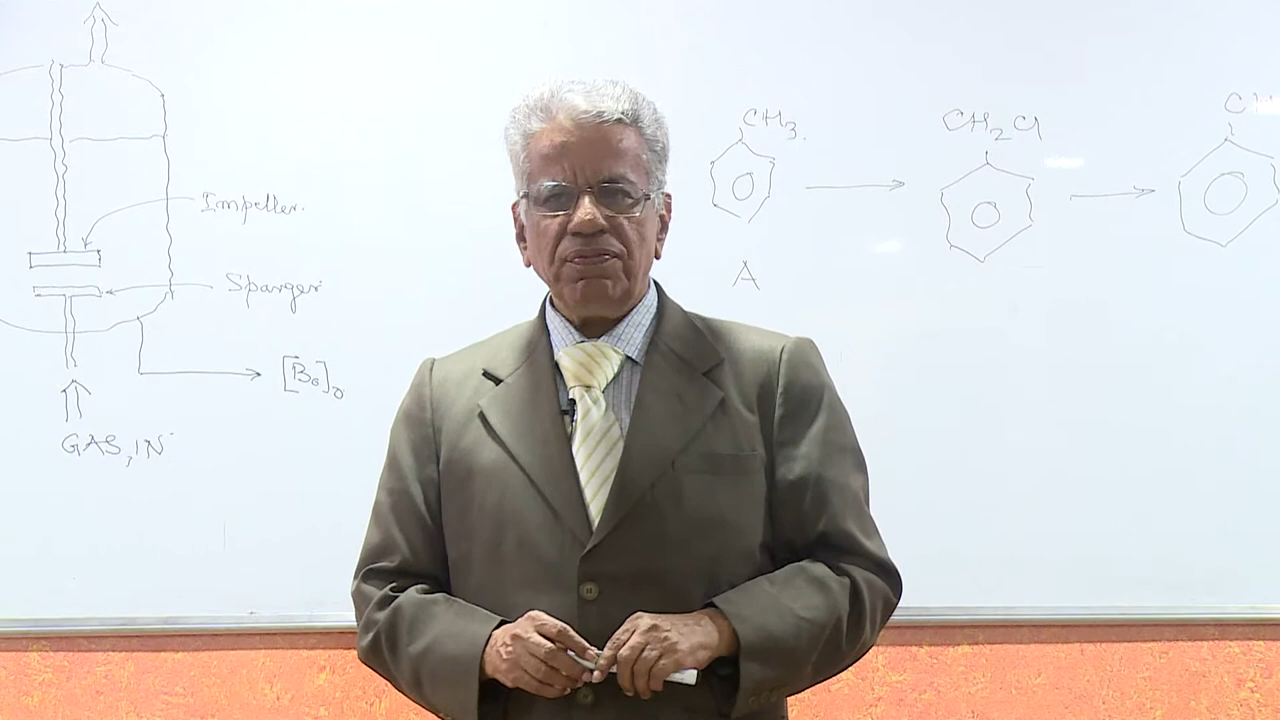 Impeller.
Sparger
[B₀]₀
GAS, IN
CH₃.
A
CH₂Cl